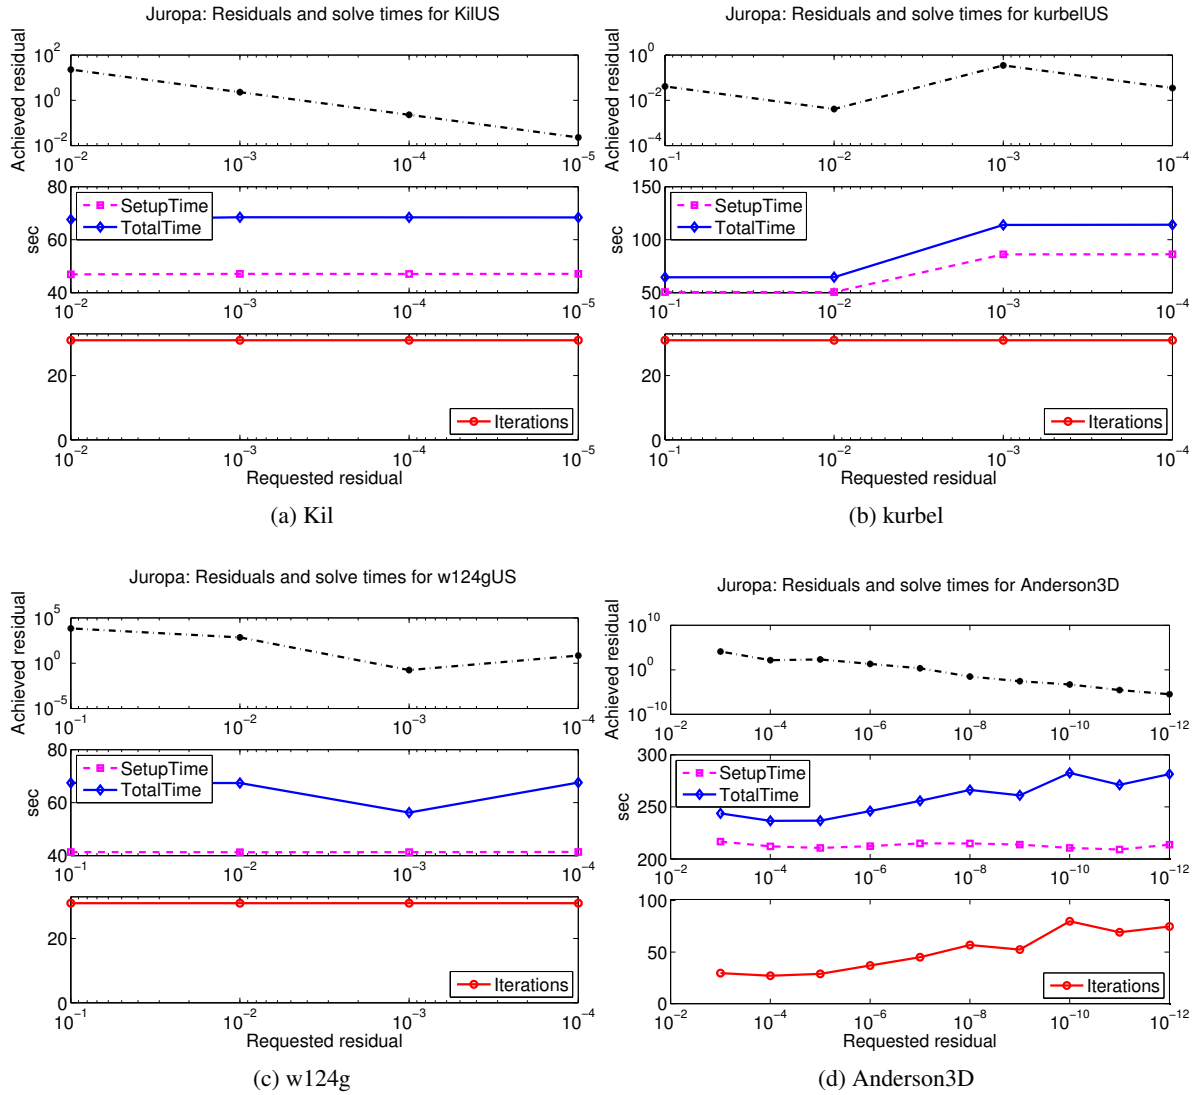 Juropa: Residuals and solve times for KilUS
Achieved residual
10^2
10^0
10^−2
10^−2 10^−3 10^−4 10^−5
80
60
40
sec
SetupTime
TotalTime
10^−2 10^−3 10^−4 10^−5
20
0
Iterations
10^−2 10^−3 10^−4 10^−5
Requested residual
(a) Kil
Juropa: Residuals and solve times for kurbelUS
Achieved residual
10^0
10^−2
10^−4
10^−1 10^−2 10^−3 10^−4
150
100
50
sec
SetupTime
TotalTime
10^−1 10^−2 10^−3 10^−4
20
0
Iterations
10^−1 10^−2 10^−3 10^−4
Requested residual
(b) kurbel
Juropa: Residuals and solve times for w124gUS
Achieved residual
10^5
10^0
10^−5
10^−1 10^−2 10^−3 10^−4
80
60
40
sec
SetupTime
TotalTime
10^−1 10^−2 10^−3 10^−4
20
0
Iterations
10^−1 10^−2 10^−3 10^−4
Requested residual
(c) w124g
Juropa: Residuals and solve times for Anderson3D
Achieved residual
10^10
10^0
10^−10
10^−2 10^−4 10^−6 10^−8 10^−10 10^−12
300
250
200
sec
SetupTime
TotalTime
10^−2 10^−4 10^−6 10^−8 10^−10 10^−12
100
50
0
Iterations
10^−2 10^−4 10^−6 10^−8 10^−10 10^−12
Requested residual
(d) Anderson3D